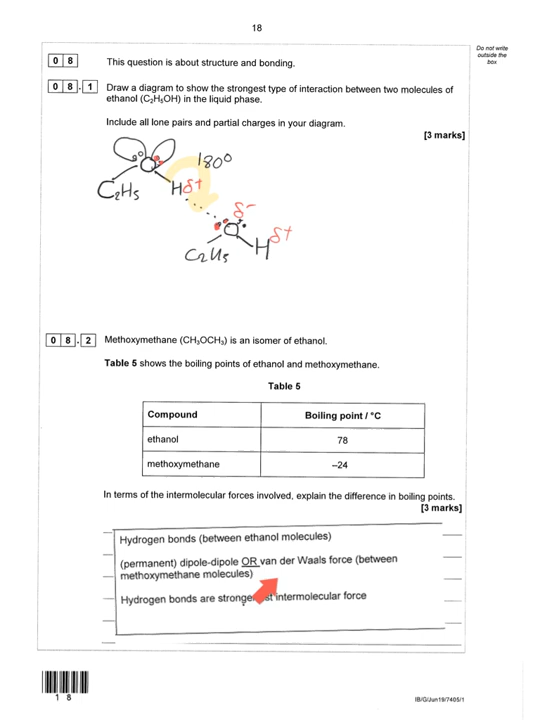 18
Do not write
outside the
box
0 8
This question is about structure and bonding.
0 8 . 1
Draw a diagram to show the strongest type of interaction between two molecules of
ethanol (C₂H₅OH) in the liquid phase.
Include all lone pairs and partial charges in your diagram.
[3 marks]
180°
C₂H₅
O
Hδ+
δ-
O
C₂H₅
H
δ+
0 8 . 2
Methoxymethane (CH₃OCH₃) is an isomer of ethanol.
Table 5 shows the boiling points of ethanol and methoxymethane.
Table 5
Compound Boiling point / °C
ethanol 78
methoxymethane –24
In terms of the intermolecular forces involved, explain the difference in boiling points.
[3 marks]
Hydrogen bonds (between ethanol molecules)
(permanent) dipole-dipole OR van der Waals force (between
methoxymethane molecules)
Hydrogen bonds are strongest intermolecular force
1 8
IB/G/Jun19/7405/1